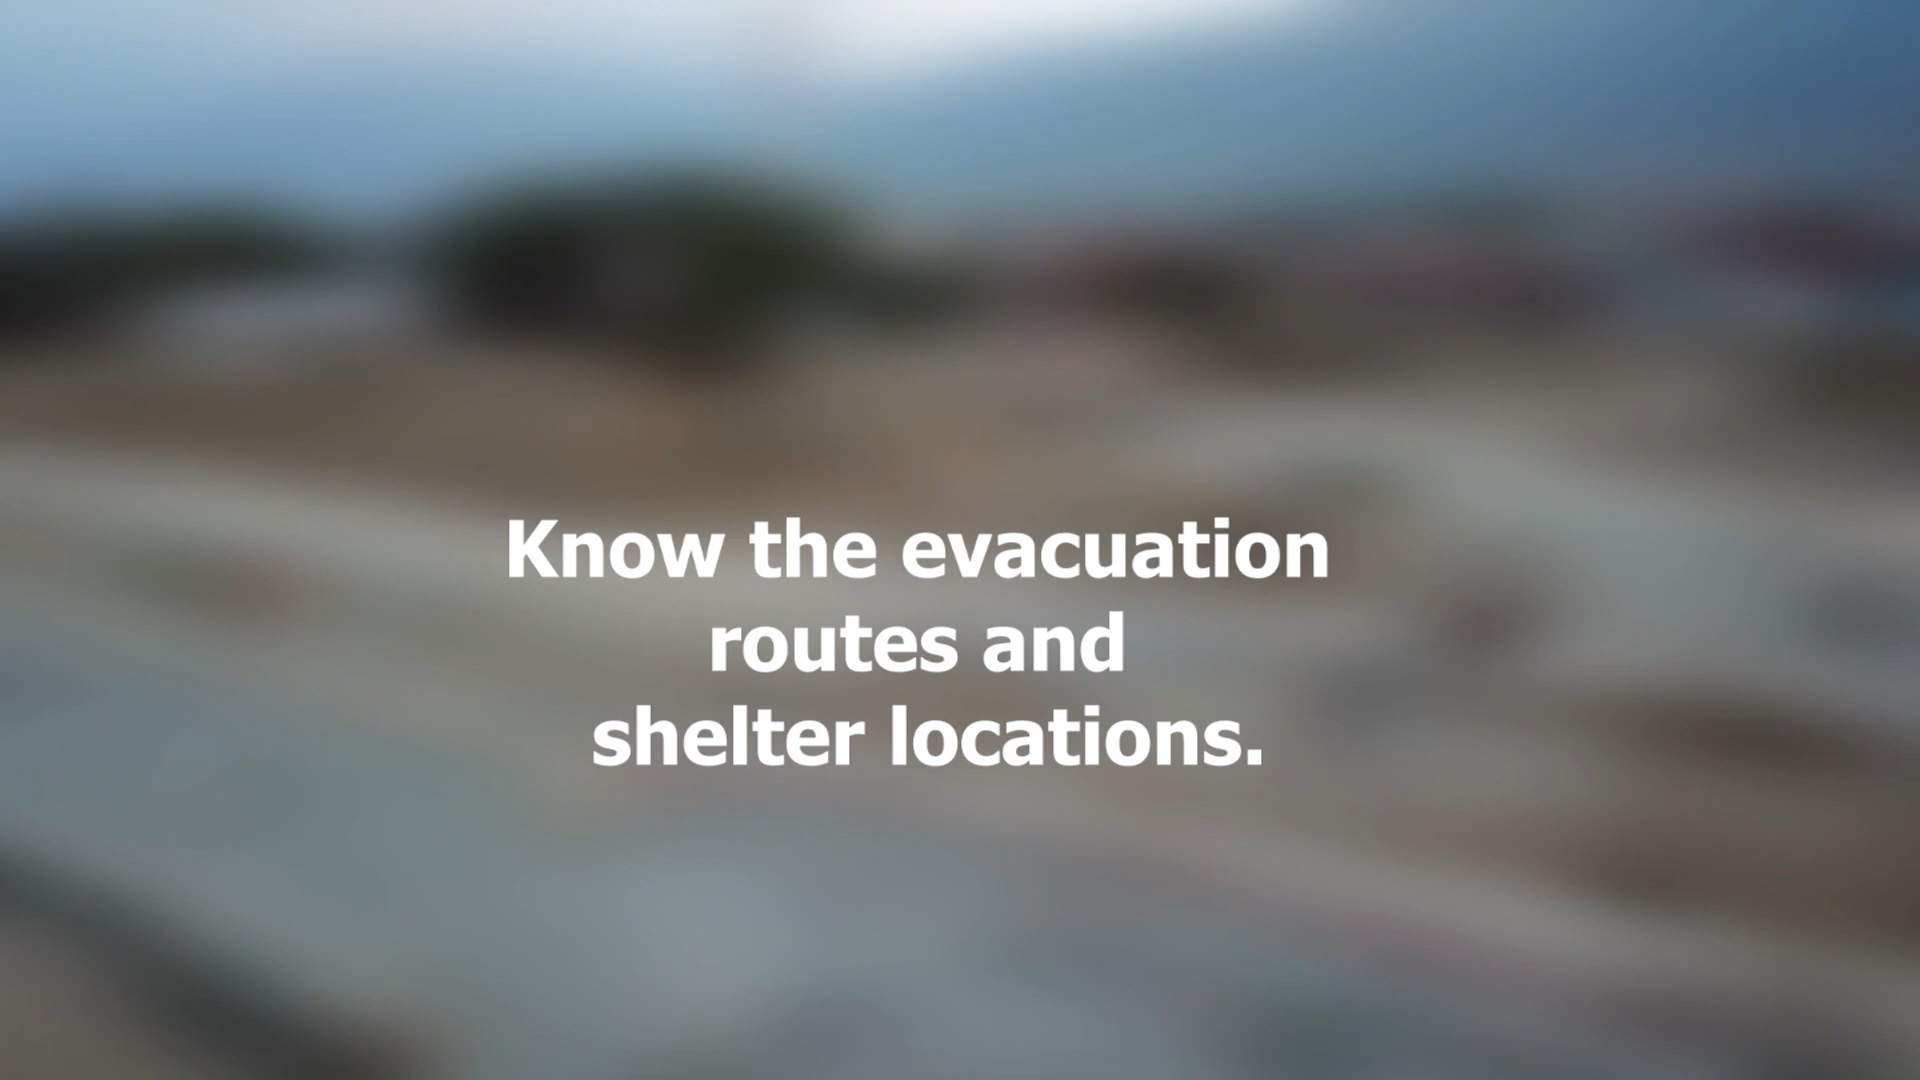 Know the evacuation
routes and
shelter locations.